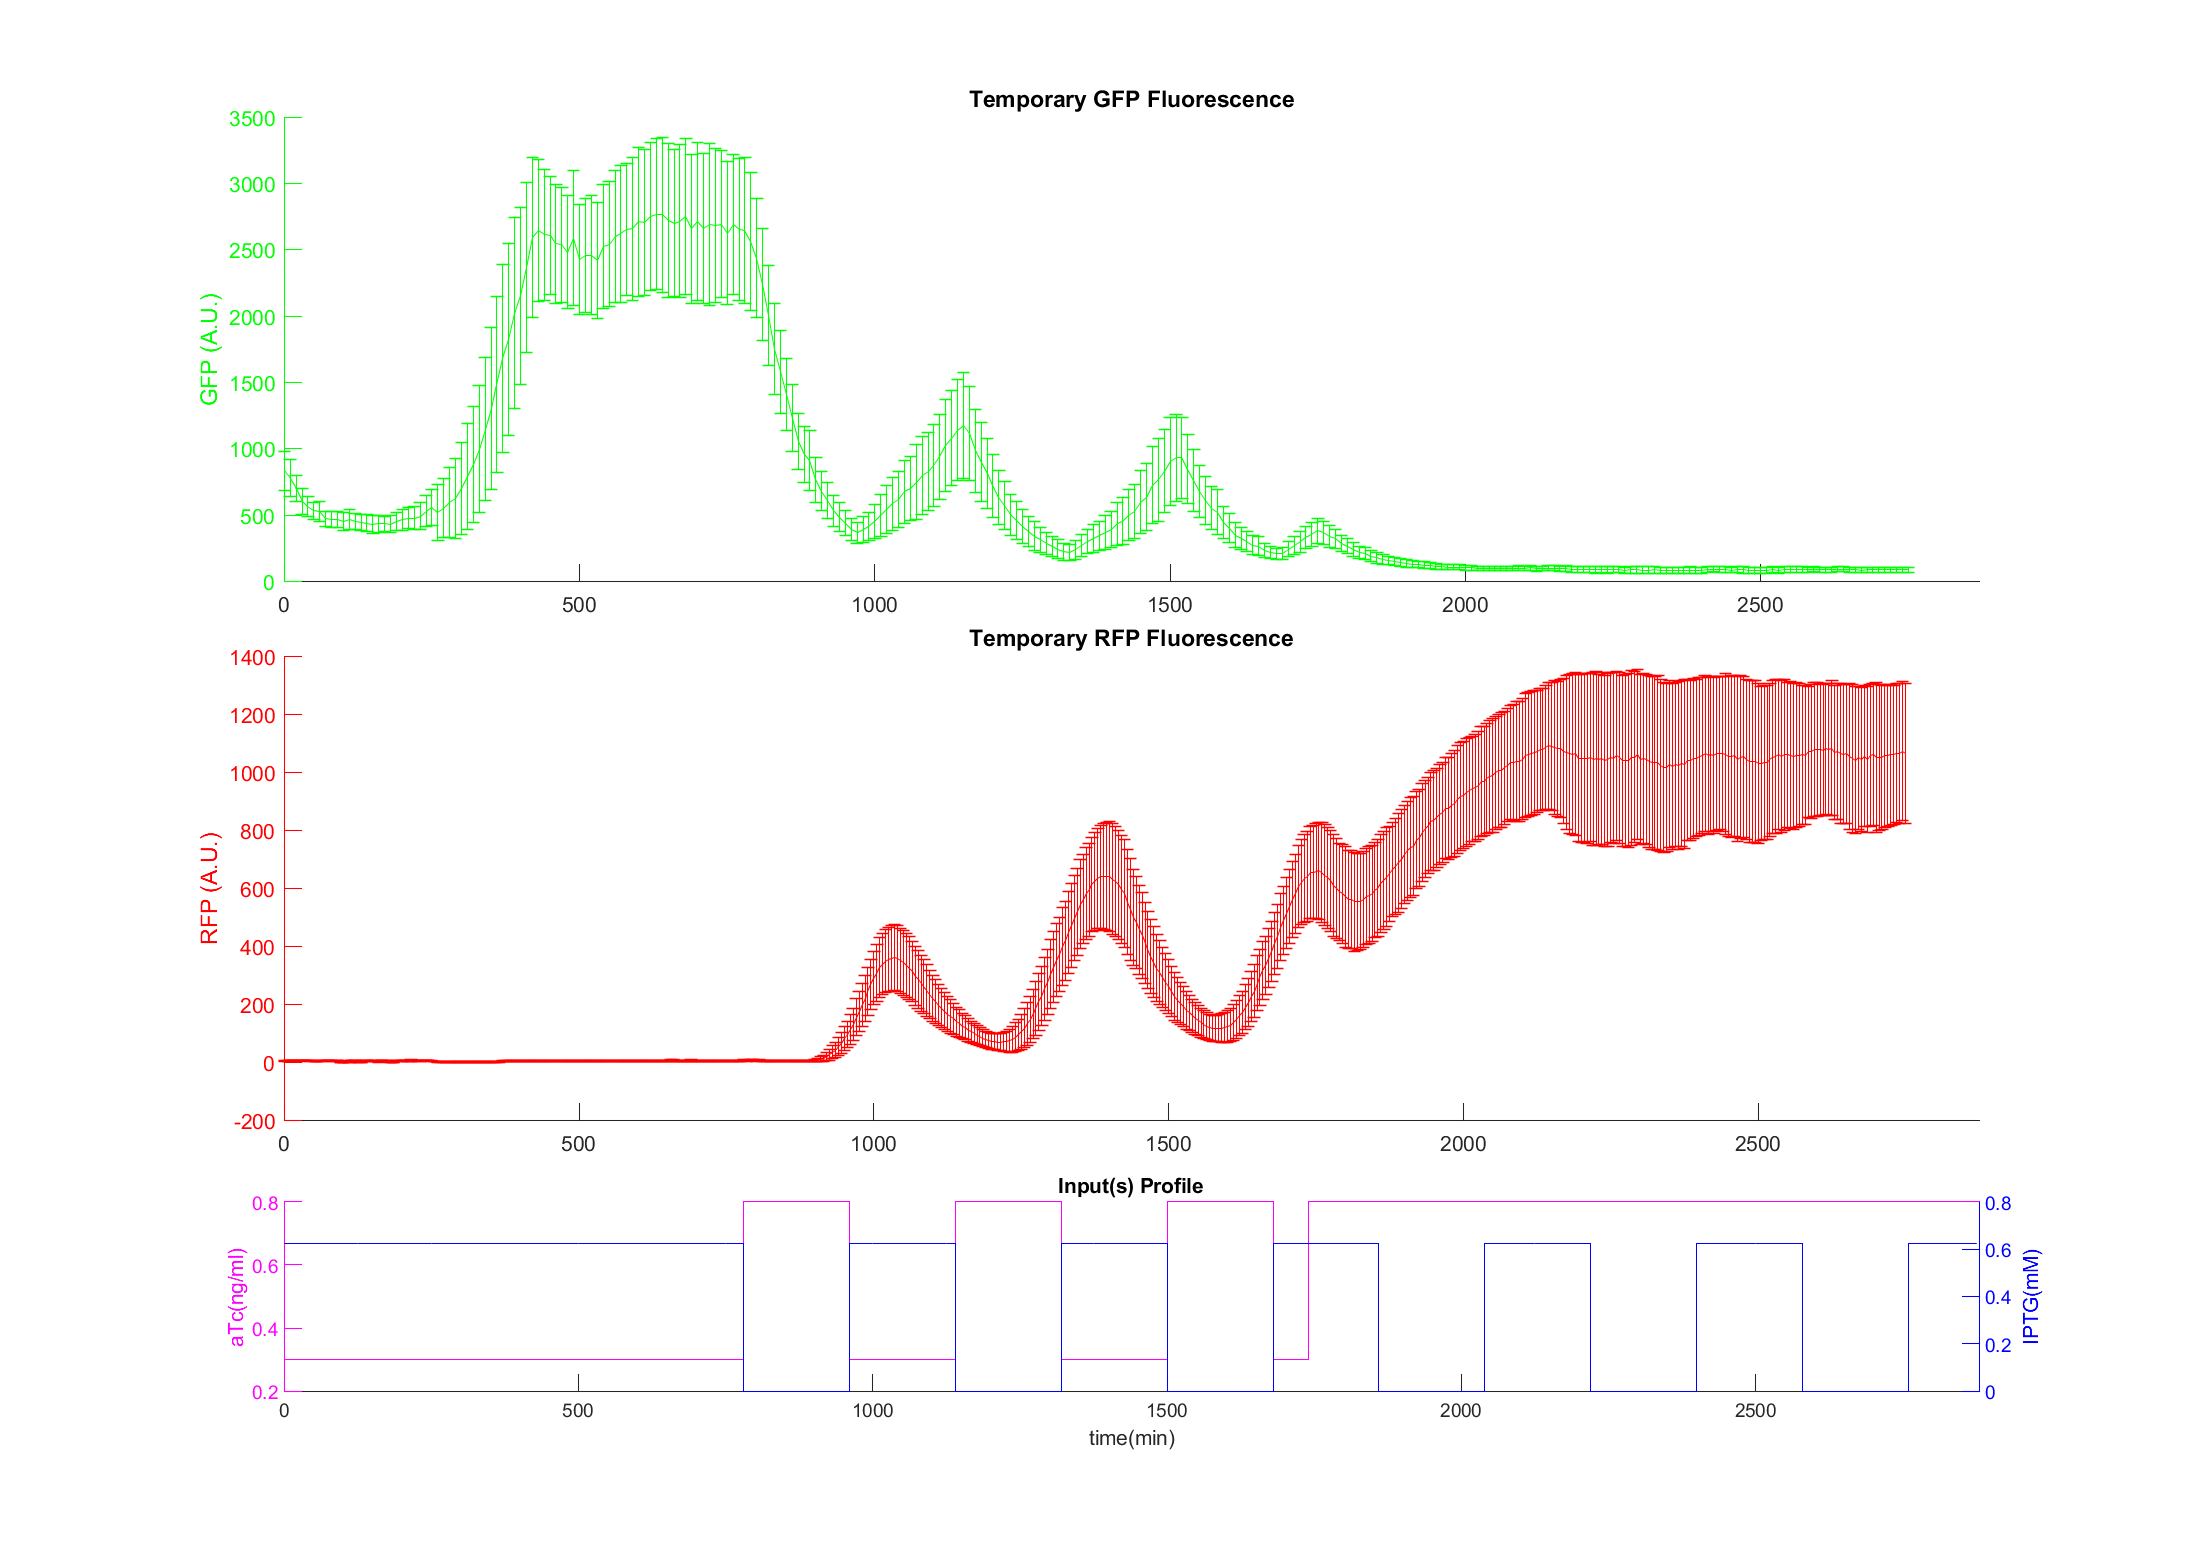 Temporary GFP Fluorescence
GFP (A.U.)
3500
3000
2500
2000
1500
1000
500
0
0 500 1000 1500 2000 2500
Temporary RFP Fluorescence
RFP (A.U.)
1400
1200
1000
800
600
400
200
0
-200
0 500 1000 1500 2000 2500
Input(s) Profile
aTc(ng/ml)
0.8
0.6
0.4
0.2
IPTG(mM)
0.8
0.6
0.4
0.2
0
0 500 1000 1500 2000 2500
time(min)